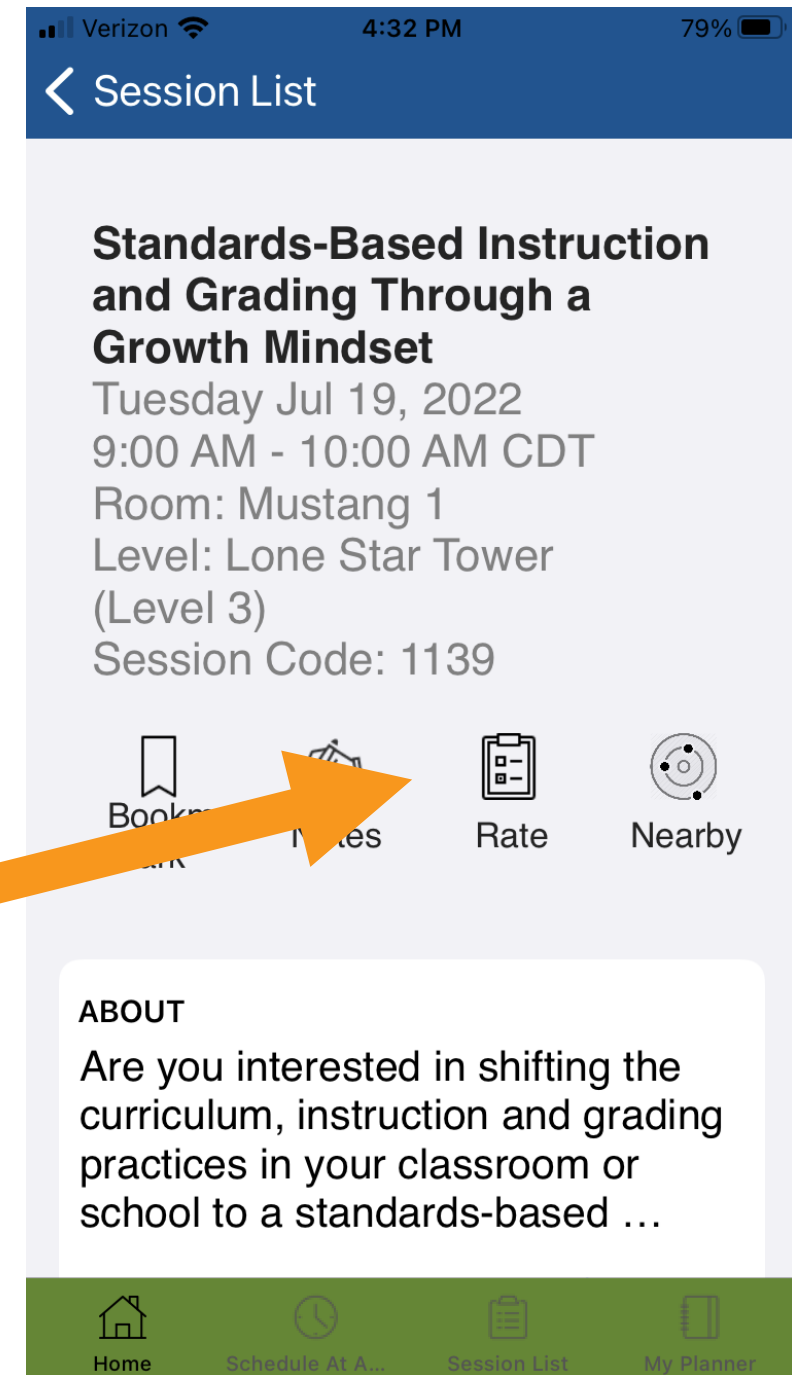 Verizon 4:32 PM 79%
Session List
Standards-Based Instruction
and Grading Through a
Growth Mindset
Tuesday Jul 19, 2022
9:00 AM - 10:00 AM CDT
Room: Mustang 1
Level: Lone Star Tower
(Level 3)
Session Code: 1139
Rate Nearby
ABOUT
Are you interested in shifting the
curriculum, instruction and grading
practices in your classroom or
school to a standards-based …
Home Schedule At A... Session List My Planner